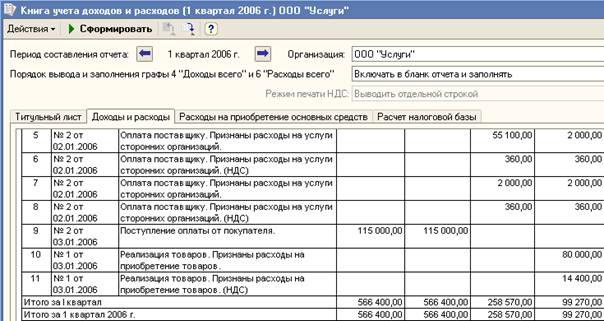 Книга учета доходов и расходов (1 квартал 2006 г.) ООО "Услуги"
Действия Сформировать ?
Период составления отчета: 1 квартал 2006 г. Организация: ООО "Услуги"
Порядок вывода и заполнения графы 4 "Доходы всего" и 6 "Расходы всего" Включать в бланк отчета и заполнять
Режим печати НДС: Выводить отдельной строкой
Титульный лист Доходы и расходы Расходы на приобретение основных средств Расчет налоговой базы
5 № 2 от Оплата поставщику. Признаны расходы на услуги 55 100,00 2 000,00
02.01.2006 сторонних организаций.
6 № 2 от Оплата поставщику. Признаны расходы на услуги 360,00 360,00
02.01.2006 сторонних организаций. (НДС)
7 № 2 от Оплата поставщику. Признаны расходы на услуги 2 000,00 2 000,00
02.01.2006 сторонних организаций.
8 № 2 от Оплата поставщику. Признаны расходы на услуги 360,00 360,00
02.01.2006 сторонних организаций. (НДС)
9 № 2 от Поступление оплаты от покупателя. 115 000,00 115 000,00
03.01.2006
10 № 1 от Реализация товаров. Признаны расходы на 80 000,00
03.01.2006 приобретение товаров.
11 № 1 от Реализация товаров. Признаны расходы на 14 400,00
03.01.2006 приобретение товаров. (НДС)
Итого за I квартал 566 400,00 566 400,00 258 570,00 99 270,00
Итого за 1 квартал 2006 г. 566 400,00 566 400,00 258 570,00 99 270,00